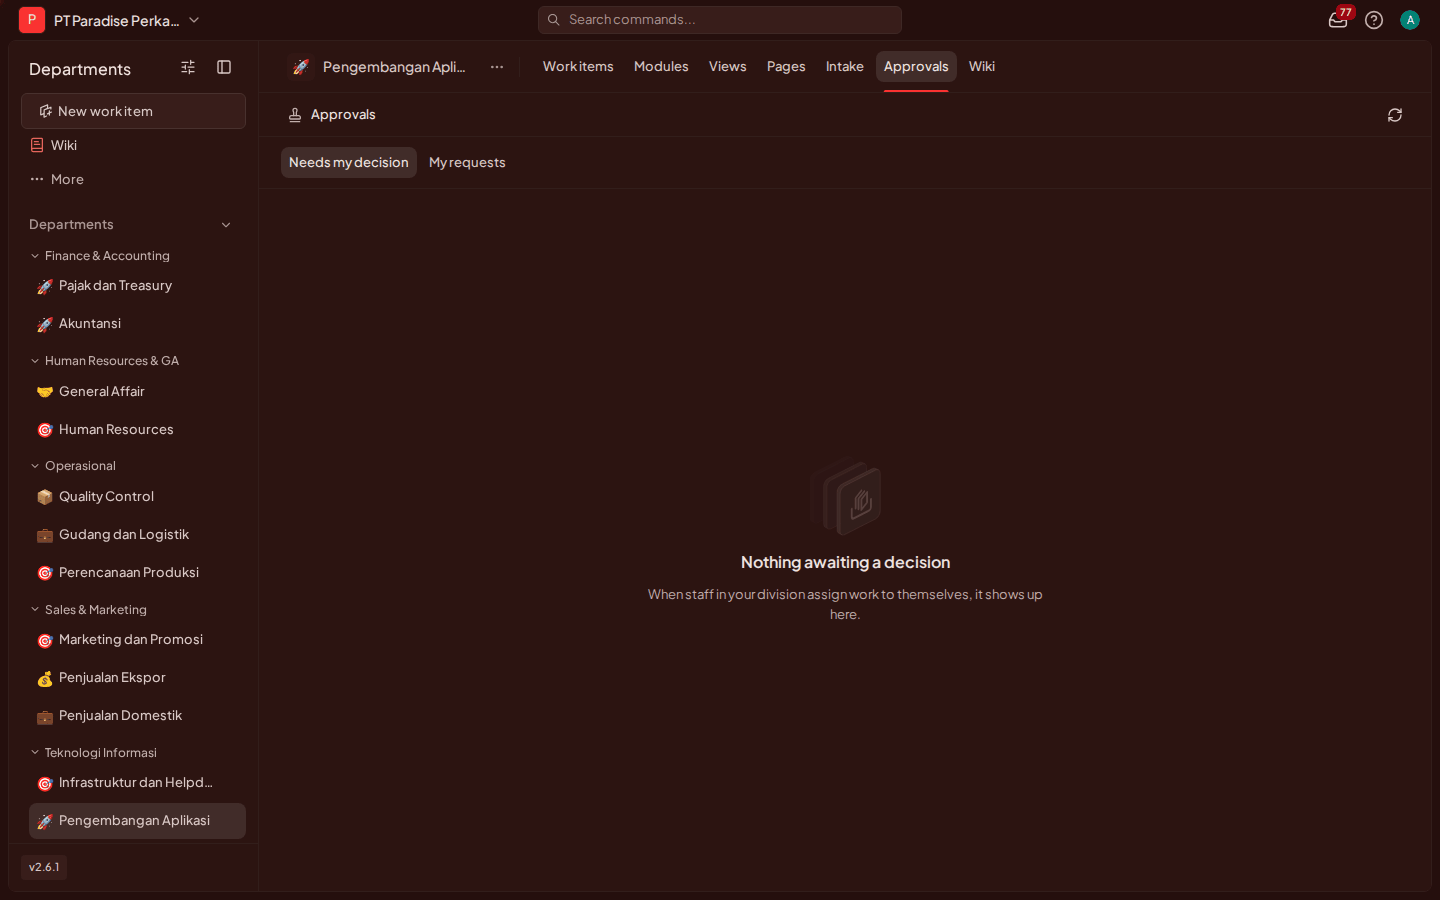 P
PT Paradise Perka...
Search commands...
77
A
Departments
New work item
Wiki
More
Departments
Finance & Accounting
Pajak dan Treasury
Akuntansi
Human Resources & GA
General Affair
Human Resources
Operasional
Quality Control
Gudang dan Logistik
Perencanaan Produksi
Sales & Marketing
Marketing dan Promosi
Penjualan Ekspor
Penjualan Domestik
Teknologi Informasi
Infrastruktur dan Helpd...
Pengembangan Aplikasi
v2.6.1
Pengembangan Apli...
Work items
Modules
Views
Pages
Intake
Approvals
Wiki
Approvals
Needs my decision
My requests
Nothing awaiting a decision
When staff in your division assign work to themselves, it shows up
here.